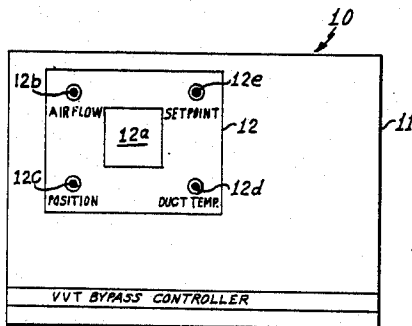 10
12b 12e
AIRFLOW SETPOINT
12a 12 11
12c 12d
POSITION DUCT TEMP.
VVT BYPASS CONTROLLER